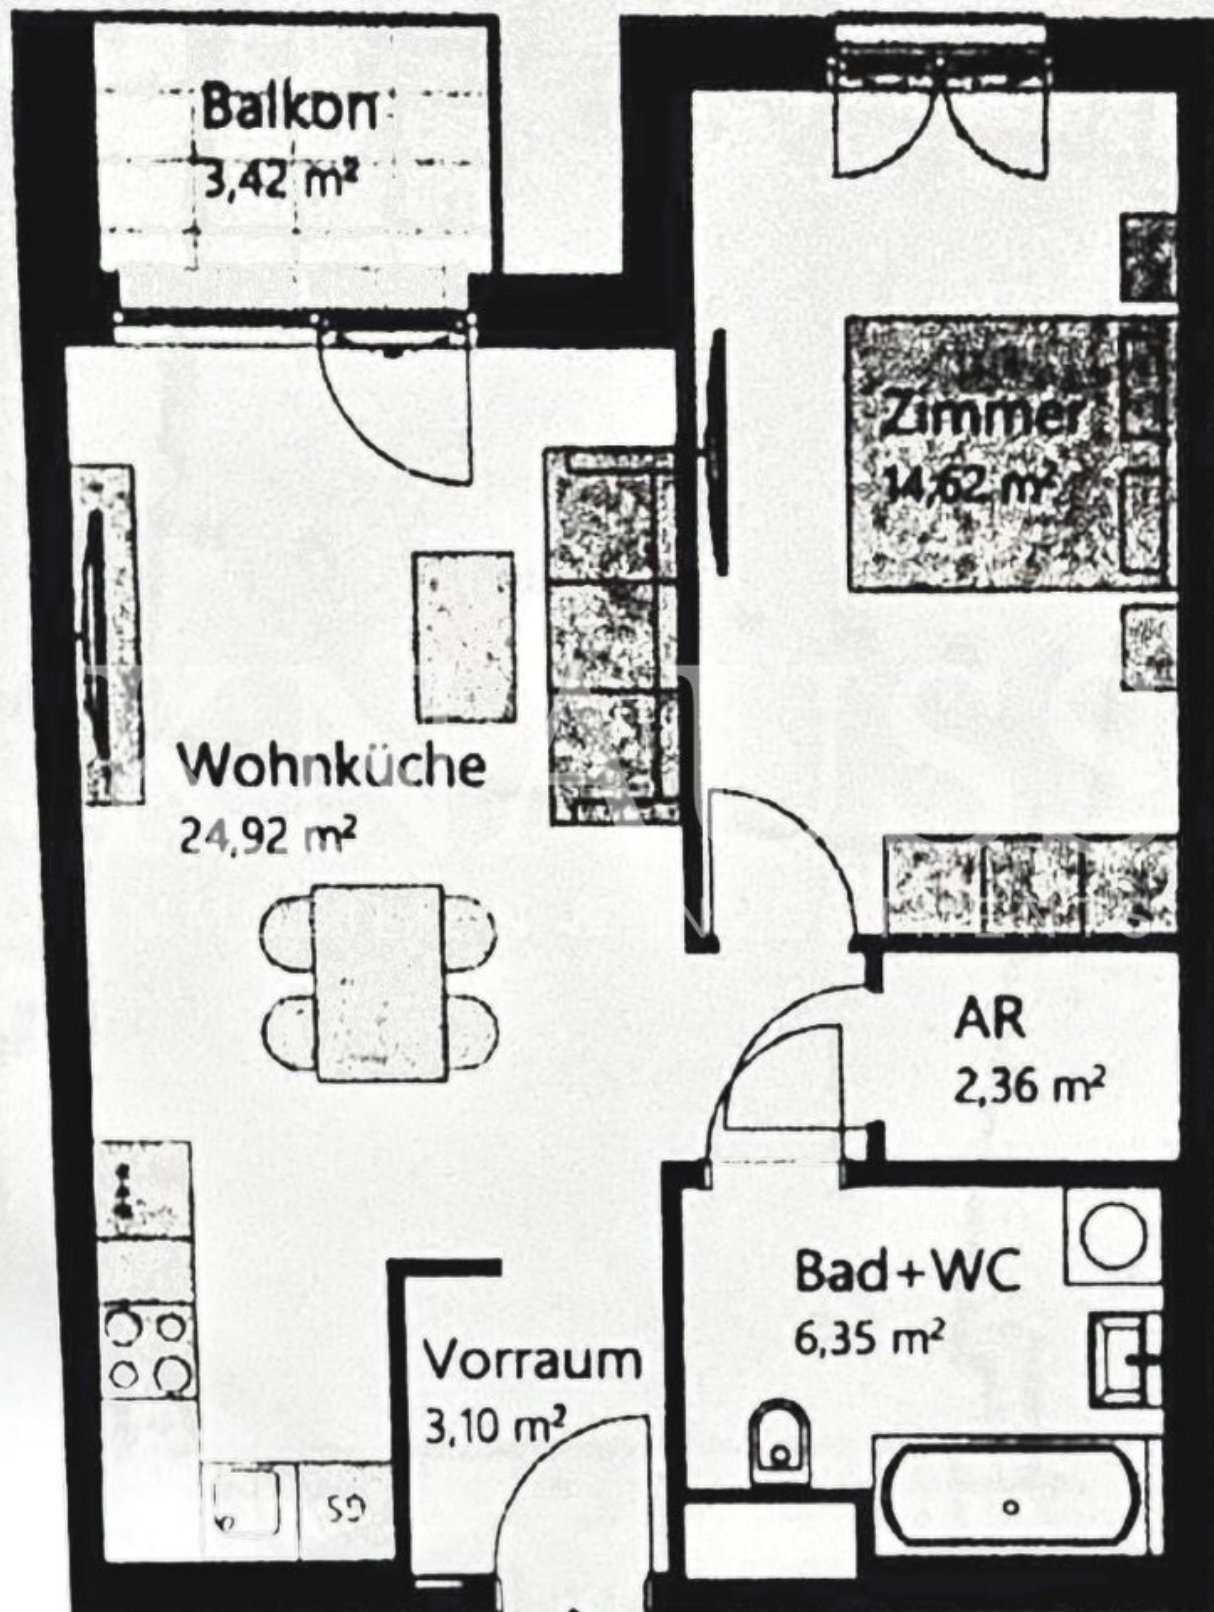 Balkon
3,42 m²
Zimmer
14,62 m²
Wohnküche
24,92 m²
AR
2,36 m²
Bad+WC
6,35 m²
Vorraum
3,10 m²